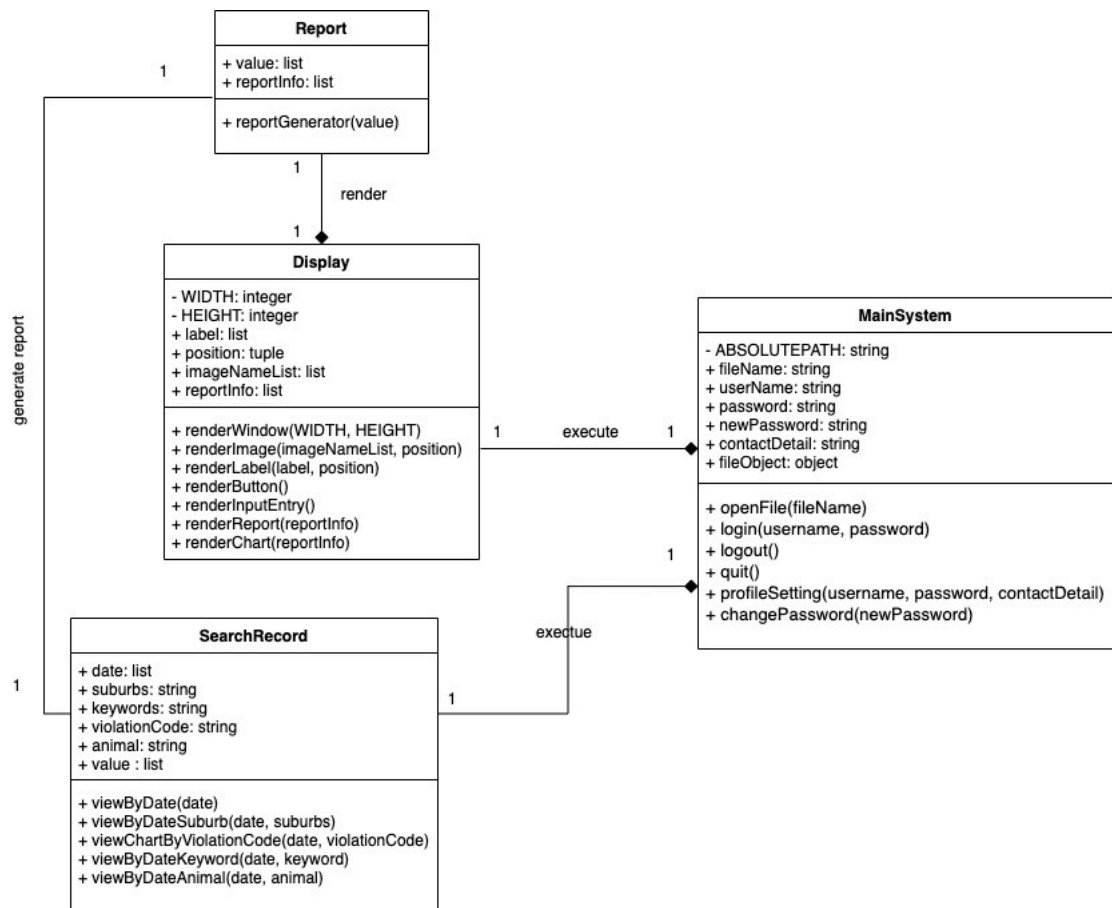 Report
+ value: list
+ reportInfo: list
+ reportGenerator(value)
1
1
render
1
generate report
Display
- WIDTH: integer
- HEIGHT: integer
+ label: list
+ position: tuple
+ imageNameList: list
+ reportInfo: list
+ renderWindow(WIDTH, HEIGHT)
+ renderImage(imageNameList, position)
+ renderLabel(label, position)
+ renderButton()
+ renderInputEntry()
+ renderReport(reportInfo)
+ renderChart(reportInfo)
1
execute
1
MainSystem
- ABSOLUTEPATH: string
+ fileName: string
+ userName: string
+ password: string
+ newPassword: string
+ contactDetail: string
+ fileObject: object
+ openFile(fileName)
+ login(username, password)
+ logout()
+ quit()
+ profileSetting(username, password, contactDetail)
+ changePassword(newPassword)
1
exectue
1
1
SearchRecord
+ date: list
+ suburbs: string
+ keywords: string
+ violationCode: string
+ animal: string
+ value : list
+ viewByDate(date)
+ viewByDateSuburb(date, suburbs)
+ viewChartByViolationCode(date, violationCode)
+ viewByDateKeyword(date, keyword)
+ viewByDateAnimal(date, animal)